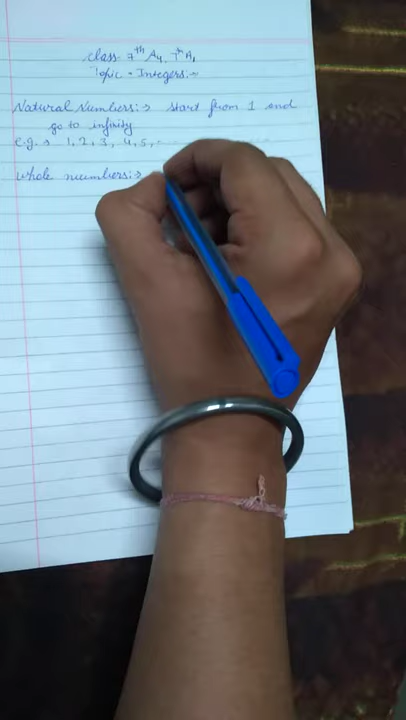 Class - 7th A4, 7th A1
Topic - Integers:-
Natural Numbers:→ start from 1 and
go to infinity
e.g. → 1, 2, 3, 4, 5, - - - - -
whole numbers:→